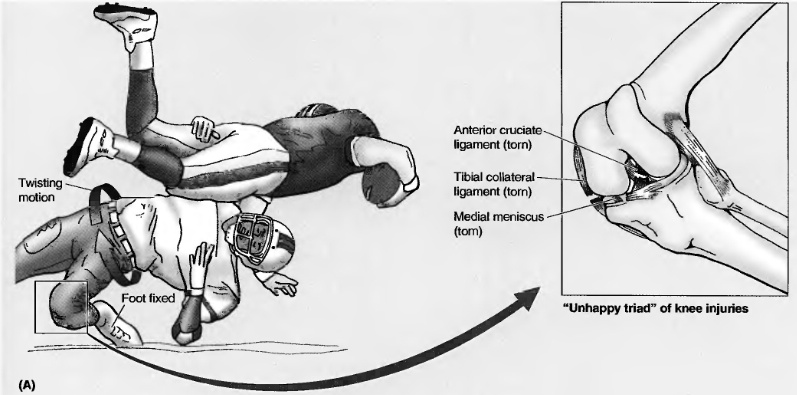 Anterior cruciate
ligament (torn)
Tibial collateral
ligament (torn)
Medial meniscus
(torn)
Twisting
motion
Foot fixed
"Unhappy triad" of knee injuries
(A)